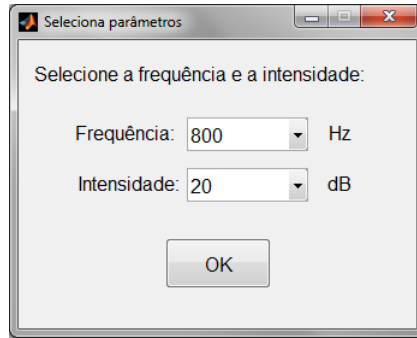 Seleciona parâmetros
Selecione a frequência e a intensidade:
Frequência: 800 Hz
Intensidade: 20 dB
OK